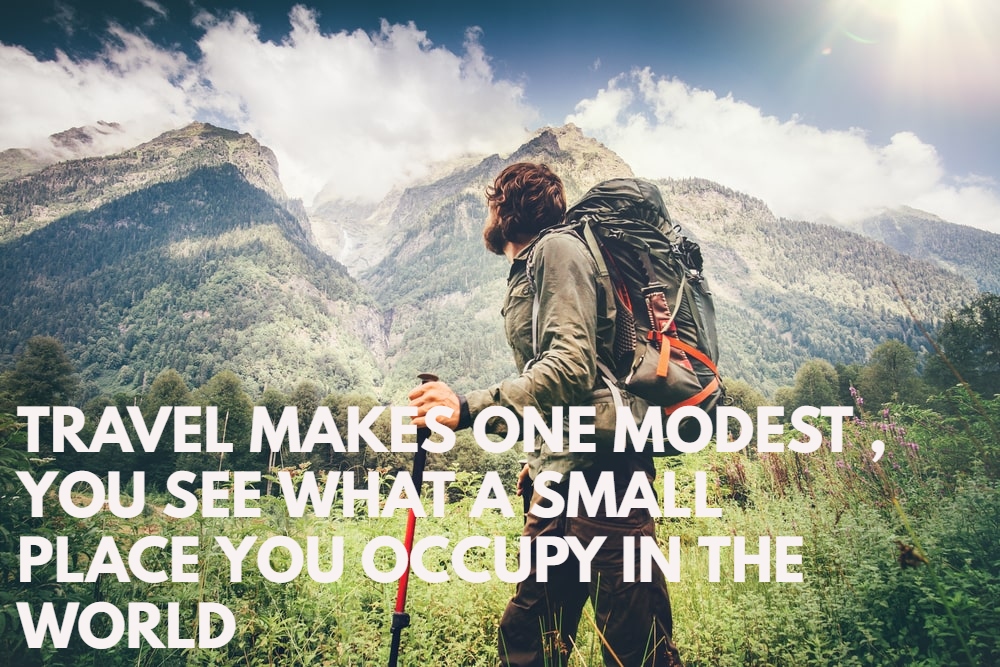 TRAVEL MAKES ONE MODEST ,
YOU SEE WHAT A SMALL
PLACE YOU OCCUPY IN THE
WORLD